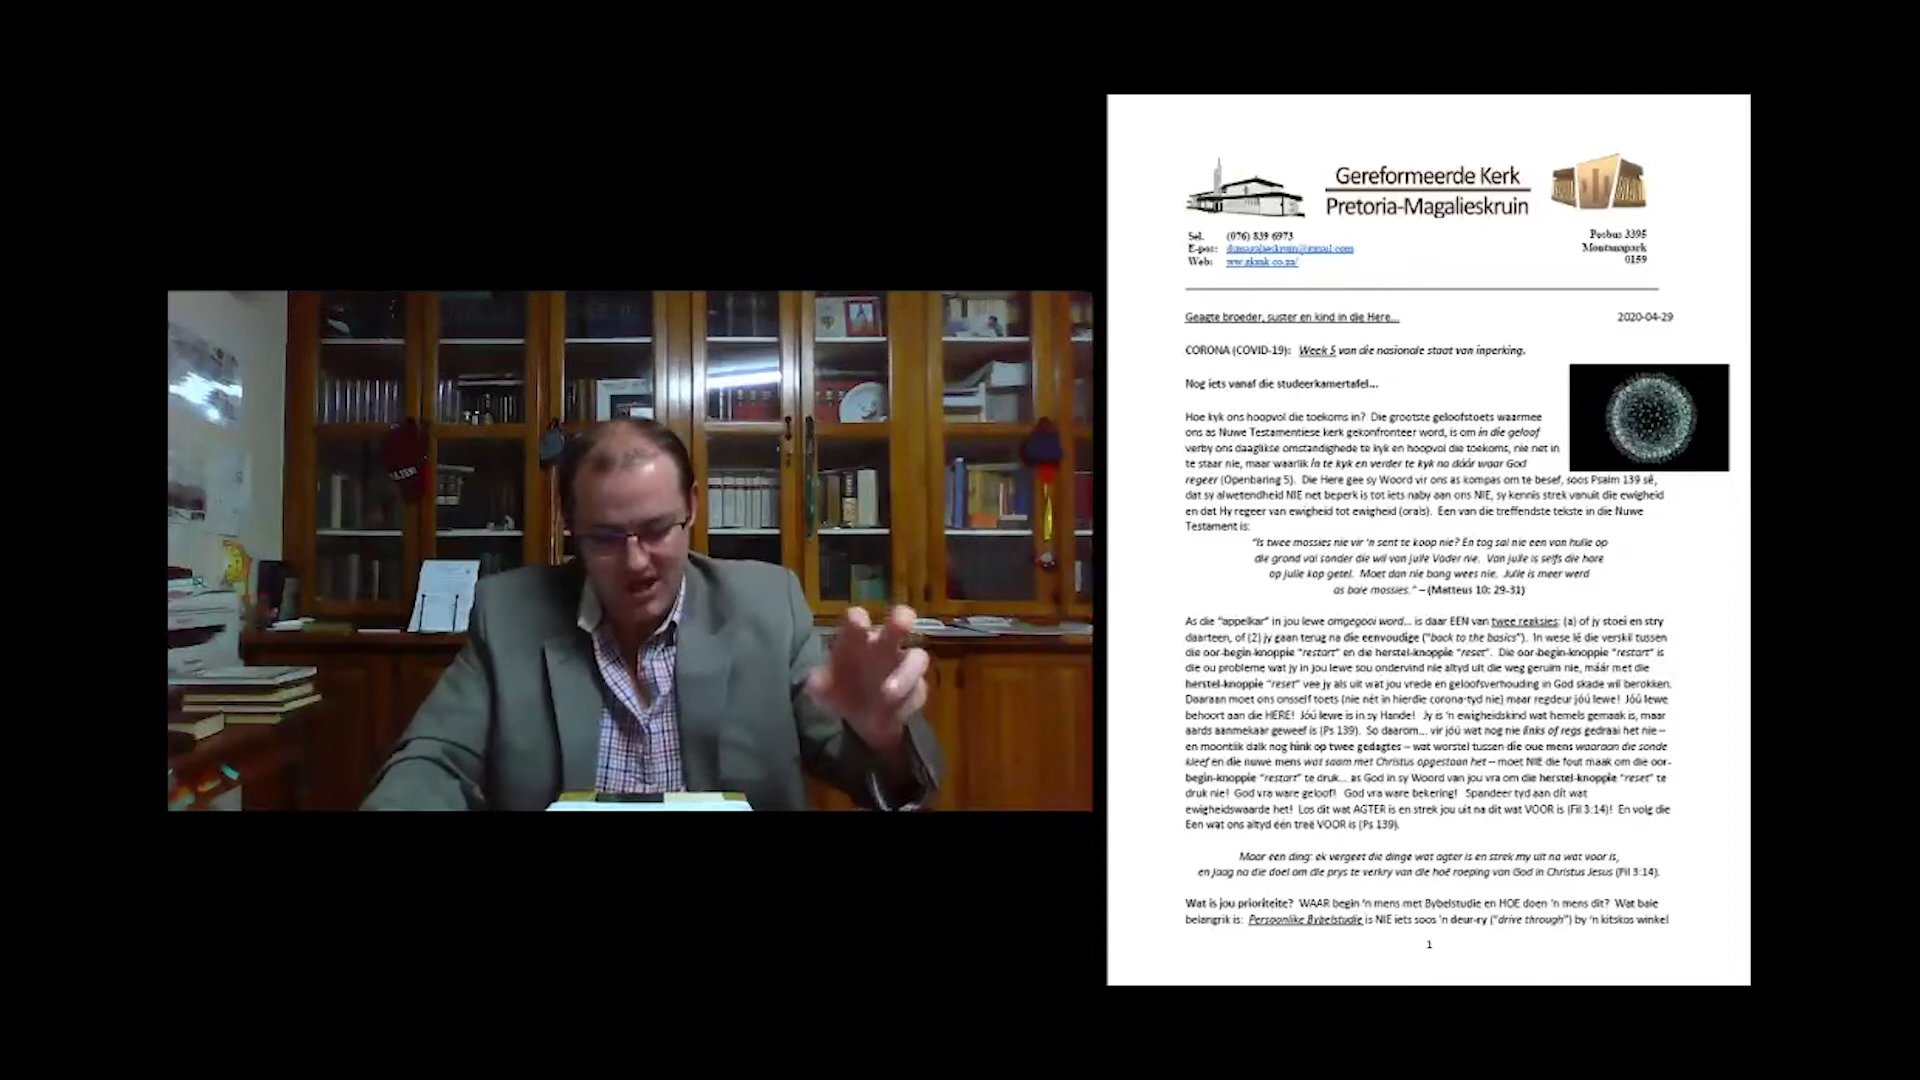 Gereformeerde Kerk
Pretoria-Magalieskruin
Sel. (076) 839 6973
E-pos: dsmagalieskruin@gmail.com
Web:
Posbus 3395
Montanapark
0159
Geagte broeder, suster en kind in die Here... 2020-04-29
CORONA (COVID-19): Week 5 van die nasionale staat van inperking.
Nog iets vanaf die studeerkamertafel...
Hoe kyk ons hoopvol die toekoms in? Die grootste geloofstoets waarmee
ons as Nuwe Testamentiese kerk gekonfronteer word, is om in die geloof
verby ons daaglikse omstandighede te kyk en hoopvol die toekoms, nie net in
te staar nie, maar waarlik ín te kyk en verder te kyk na dáár waar God
regeer (Openbaring 5). Die Here gee sy Woord vir ons as kompas om te besef, soos Psalm 139 sê,
dat sy alwetendheid NIE net beperk is tot iets naby aan ons NIE, sy kennis strek vanuit die ewigheid
en dat Hy regeer van ewigheid tot ewigheid (orals). Een van die treffendste tekste in die Nuwe
Testament is:
"Is twee mossies nie vir 'n sent te koop nie? En tog sal nie een van hulle op
die grond val sonder die wil van julle Vader nie. Van julle is selfs die hare
op julle kop getel. Moet dan nie bang wees nie. Julle is meer werd
as baie mossies." – (Matteus 10: 29-31)
As die "appelkar" in jou lewe omgegooi word... is daar EEN van twee reaksies: (a) of jy stoei en stry
daarteen, of (2) jy gaan terug na die eenvoudige ("back to the basics"). In wese lê die verskil tussen
die oor-begin-knoppie "restart" en die herstel-knoppie "reset". Die oor-begin-knoppie "restart" is
die ou probleme wat jy in jou lewe sou ondervind nie altyd uit die weg geruim nie, máár met die
herstel-knoppie "reset" vee jy als uit wat jou vrede en geloofsverhouding in God skade wil berokken.
Daaraan moet ons onsself toets (nie nét in hierdie corona-tyd nie) maar regdeur jóú lewe! Jóú lewe
behoort aan die HERE! Jóú lewe is in sy Hande! Jy is 'n ewigheidskind wat hemels gemaak is, maar
aards aanmekaar geweef is (Ps 139). So daarom... vir jóú wat nog nie links of regs gedraai het nie –
en moontlik dalk nog hink op twee gedagtes – wat worstel tussen die oue mens waaraan die sonde
kleef en die nuwe mens wat saam met Christus opgestaan het – moet NIE die fout maak om die oor-
begin-knoppie "restart" te druk... as God in sy Woord van jou vra om die herstel-knoppie "reset" te
druk nie! God vra ware geloof! God vra ware bekering! Spandeer tyd aan dít wat
ewigheidswaarde het! Los dit wat AGTER is en strek jou uit na dit wat VOOR is (Fil 3:14)! En volg die
Een wat ons altyd één treë VOOR is (Ps 139).
Maar een ding: ek vergeet die dinge wat agter is en strek my uit na wat voor is,
en jaag na die doel om die prys te verkry van die hoë roeping van God in Christus Jesus (Fil 3:14).
Wat is jou prioriteite? WAAR begin 'n mens met Bybelstudie en HOE doen 'n mens dit? Wat baie
belangrik is: Persoonlike Bybelstudie is NIE iets soos 'n deur-ry ("drive through") by 'n kitskos winkel
1